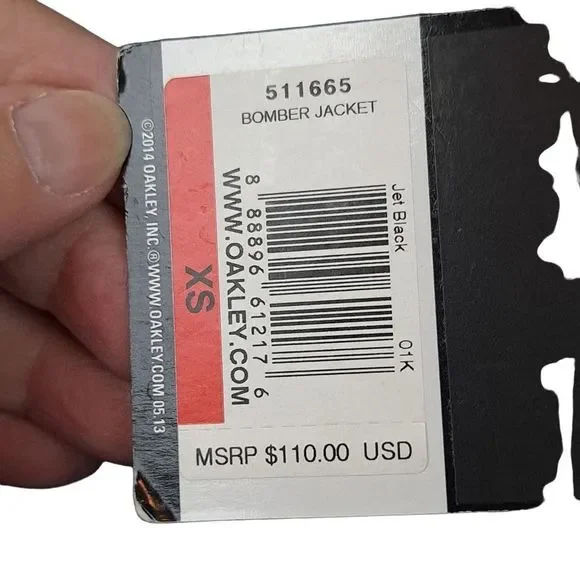 511665
BOMBER JACKET
©2014 OAKLEY, INC.®WWW.OAKLEY.COM 05.13
XS
WWW.OAKLEY.COM
8 88896 61217 6
Jet Black
01K
MSRP $110.00 USD